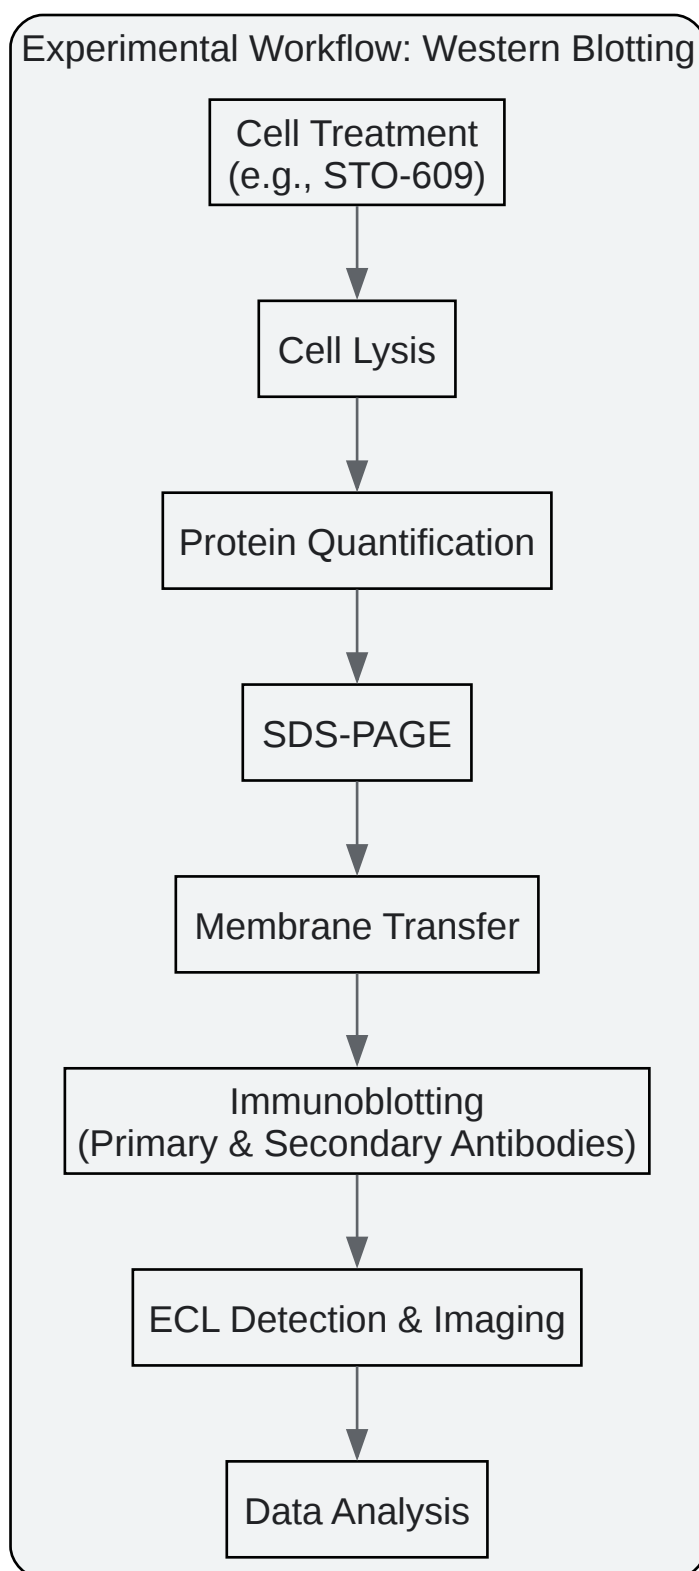 Experimental Workflow: Western Blotting
Cell Treatment
(e.g., STO-609)
Cell Lysis
Protein Quantification
SDS-PAGE
Membrane Transfer
Immunoblotting
(Primary & Secondary Antibodies)
ECL Detection & Imaging
Data Analysis